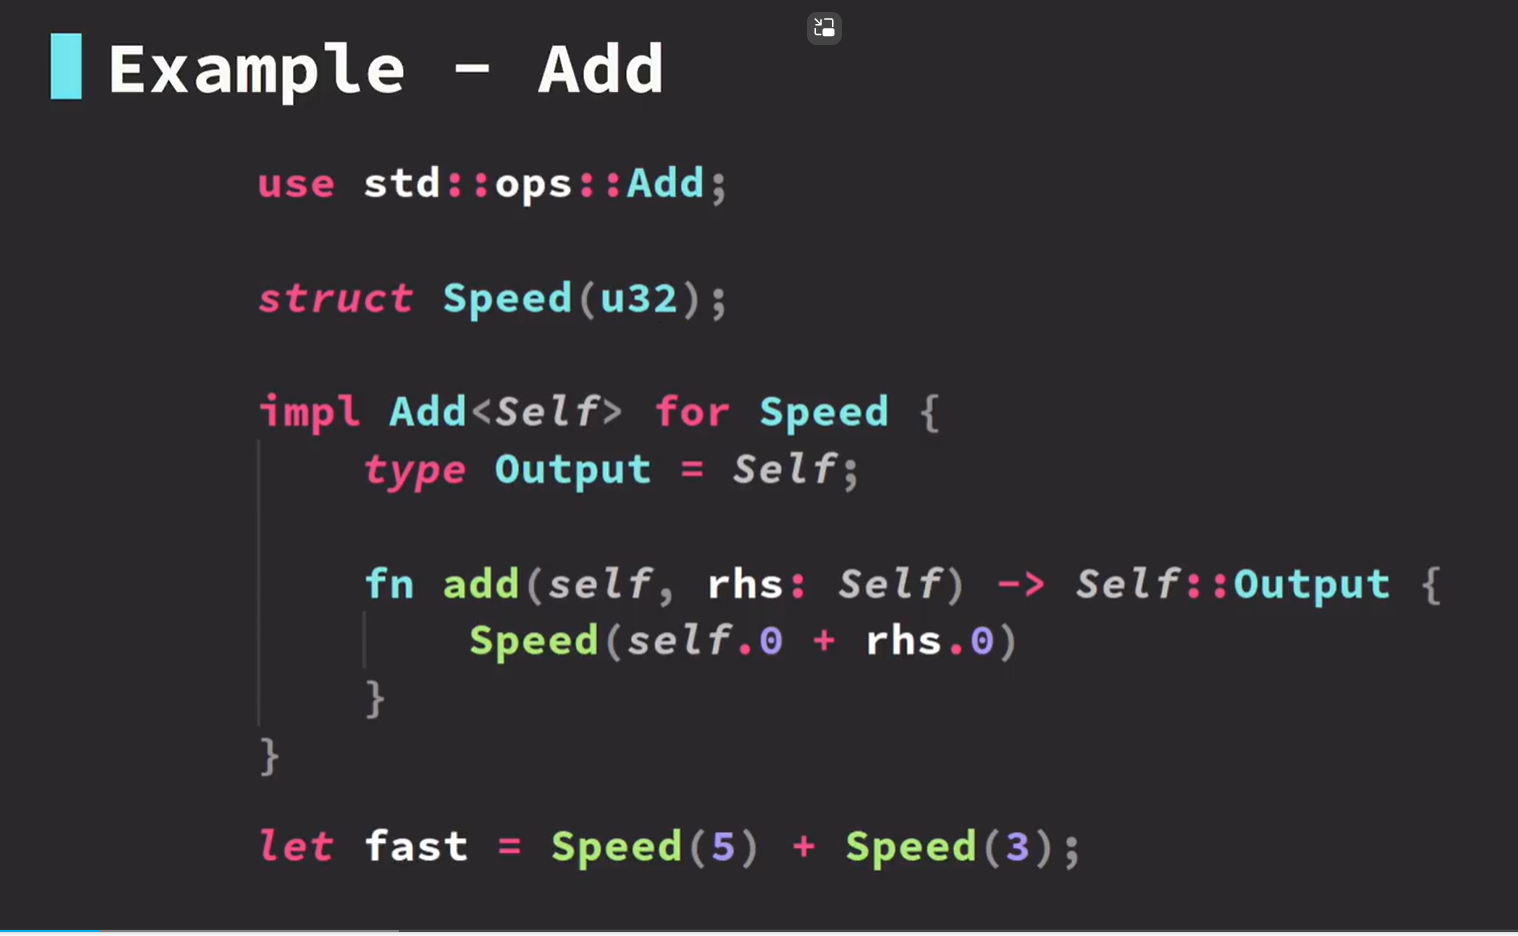 Example - Add
use std::ops::Add;
struct Speed(u32);
impl Add<Self> for Speed {
    type Output = Self;
    fn add(self, rhs: Self) -> Self::Output {
        Speed(self.0 + rhs.0)
    }
}
let fast = Speed(5) + Speed(3);